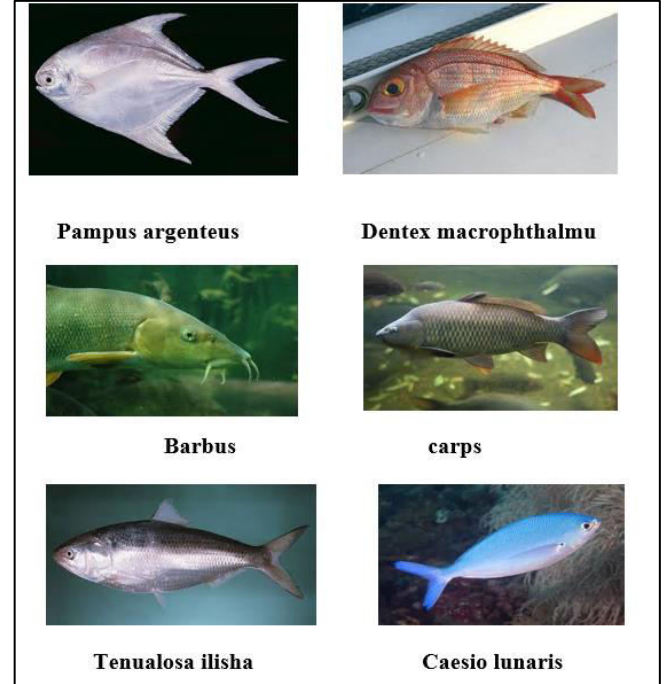 Pampus argenteus
Dentex macrophthalmu
Barbus
carps
Tenualosa ilisha
Caesio lunaris